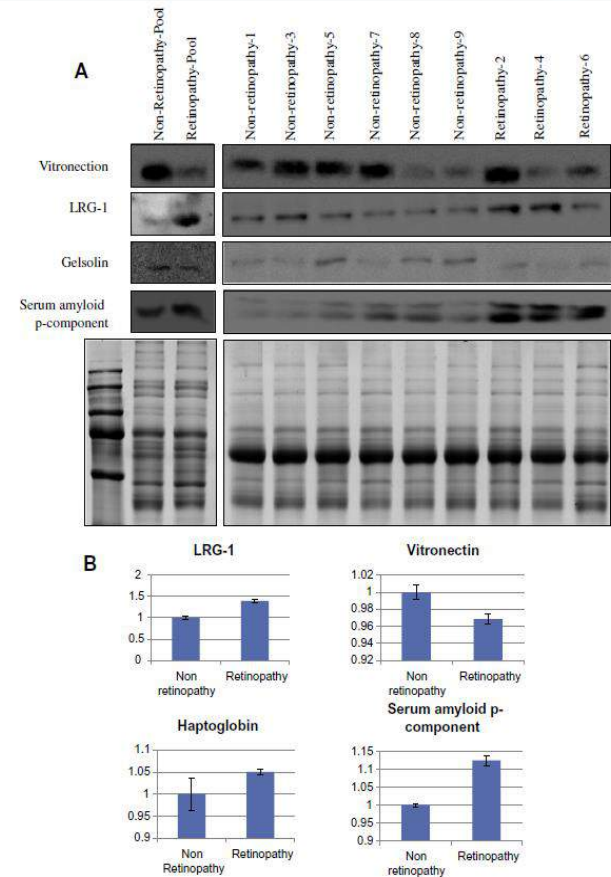 A
Non-Retinopathy-Pool
Retinopathy-Pool
Non-retinopathy-1
Non-retinopathy-3
Non-retinopathy-5
Non-retinopathy-7
Non-retinopathy-8
Non-retinopathy-9
Retinopathy-2
Retinopathy-4
Retinopathy-6
Vitronection
LRG-1
Gelsolin
Serum amyloid
p-component
B
LRG-1
2
1.5
1
0.5
0
Non
retinopathy
Retinopathy
Vitronectin
1.02
1
0.98
0.96
0.94
0.92
Non
retinopathy
Retinopathy
Haptoglobin
1.1
1.05
1
0.95
0.9
Non
Retinopathy
Retinopathy
Serum amyloid p-
component
1.15
1.1
1.05
1
0.95
0.9
Non
retinopathy
Retinopathy